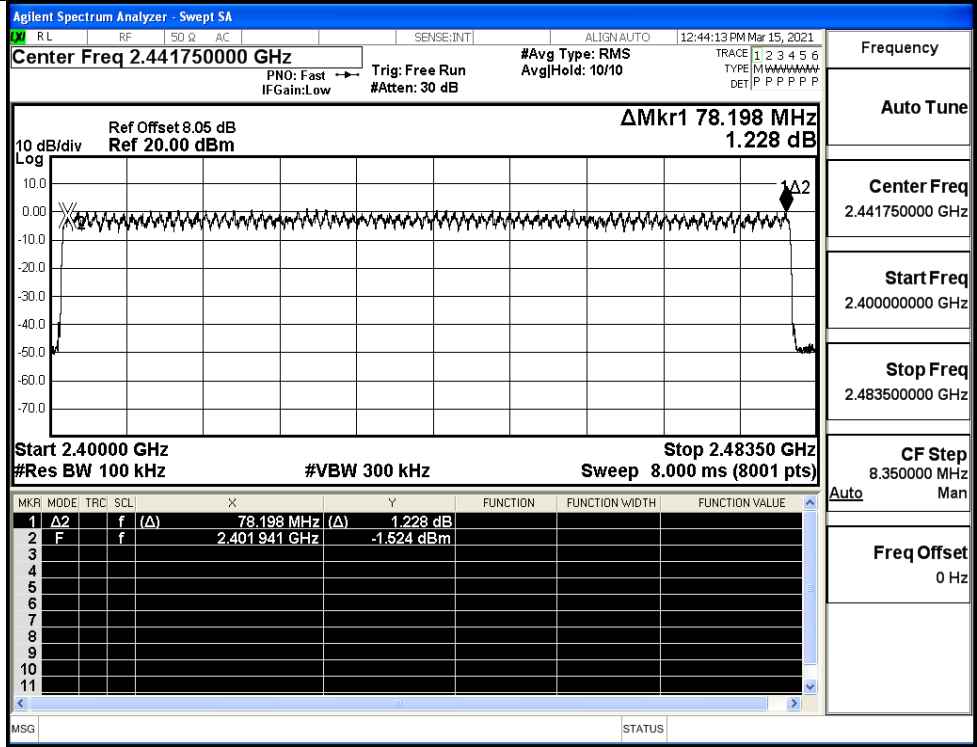 Agilent Spectrum Analyzer - Swept SA
LXI RL RF 50 Ω AC SENSE:INT ALIGNAUTO 12:44:13 PM Mar 15, 2021
Center Freq 2.441750000 GHz
PNO: Fast
IFGain:Low
Trig: Free Run
#Atten: 30 dB
#Avg Type: RMS
Avg|Hold: 10/10
TRACE 1 2 3 4 5 6
TYPE M W W W W W
DET P P P P P P
ΔMkr1 78.198 MHz
1.228 dB
Ref Offset 8.05 dB
10 dB/div Ref 20.00 dBm
Log
10.0
0.00
-10.0
-20.0
-30.0
-40.0
-50.0
-60.0
-70.0
1Δ2
2
Start 2.40000 GHz Stop 2.48350 GHz
#Res BW 100 kHz #VBW 300 kHz Sweep 8.000 ms (8001 pts)
MKR MODE TRC SCL X Y FUNCTION FUNCTION WIDTH FUNCTION VALUE
1 Δ2 f (Δ) 78.198 MHz (Δ) 1.228 dB
2 F f 2.401 941 GHz -1.524 dBm
3
4
5
6
7
8
9
10
11
MSG STATUS
Frequency
Auto Tune
Center Freq
2.441750000 GHz
Start Freq
2.400000000 GHz
Stop Freq
2.483500000 GHz
CF Step
8.350000 MHz
Auto Man
Freq Offset
0 Hz